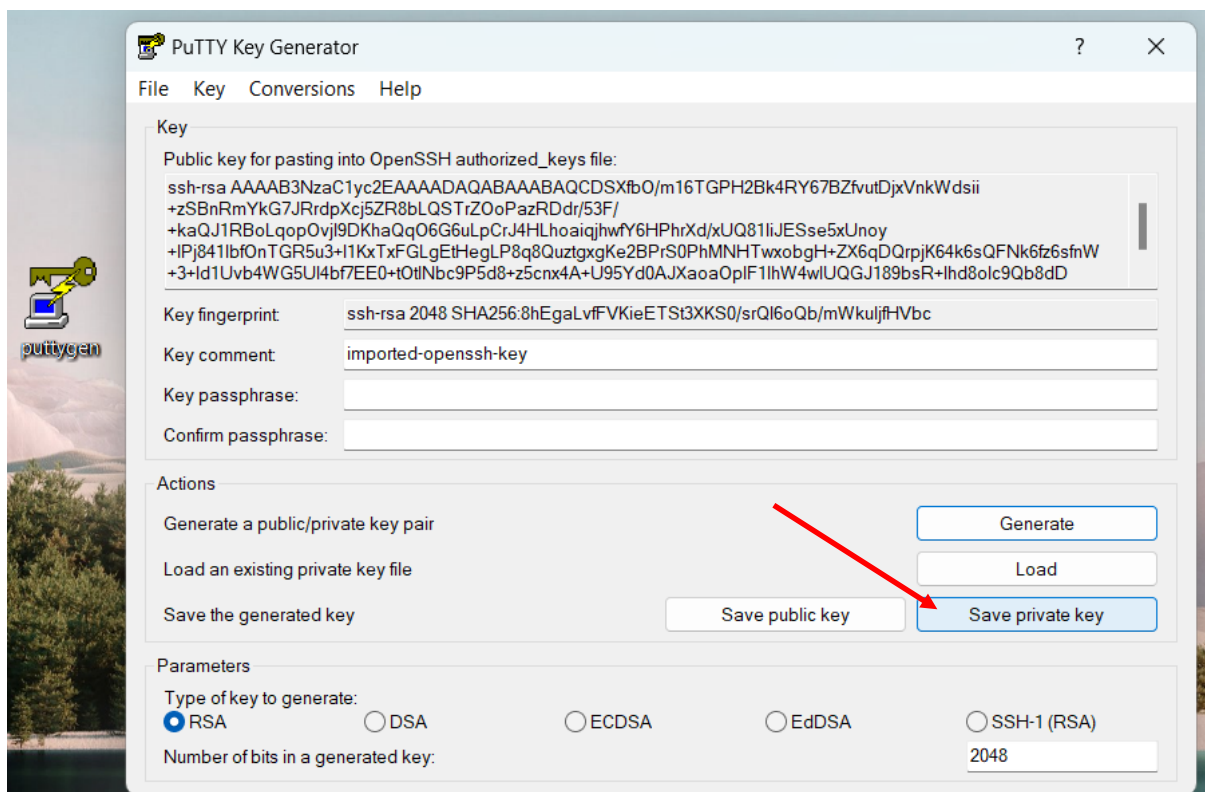 PuTTY Key Generator
?
File Key Conversions Help
Key
Public key for pasting into OpenSSH authorized_keys file:
ssh-rsa AAAAB3NzaC1yc2EAAAADAQABAAABAQCDSXfbO/m16TGPH2Bk4RY67BZfvutDjxVnkWdsii
+zSBnRmYkG7JRrdpXcj5ZR8bLQSTrZOoPazRDdr/53F/
+kaQJ1RBoLqopOvjl9DKhaQqO6G6uLpCrJ4HLhoaiqjhwfY6HPhrXd/xUQ81IiJESse5xUnoy
+IPj841lbfOnTGR5u3+I1KxTxFGLgEtHegLP8q8QuztgxgKe2BPrS0PhMNHTwxobgH+ZX6qDQrpjK64k6sQFNk6fz6sfnW
+3+Id1Uvb4WG5Ul4bf7EE0+tOtlNbc9P5d8+z5cnx4A+U95Yd0AJXaoaOpIF1lhW4wlUQGJ189bsR+lhd8olc9Qb8dD
Key fingerprint: ssh-rsa 2048 SHA256:8hEgaLvfFVKieETSt3XKS0/srQl6oQb/mWkuljfHVbc
puttygen
Key comment: imported-openssh-key
Key passphrase:
Confirm passphrase:
Actions
Generate a public/private key pair Generate
Load an existing private key file Load
Save the generated key Save public key Save private key
Parameters
Type of key to generate:
RSA DSA ECDSA EdDSA SSH-1 (RSA)
Number of bits in a generated key: 2048